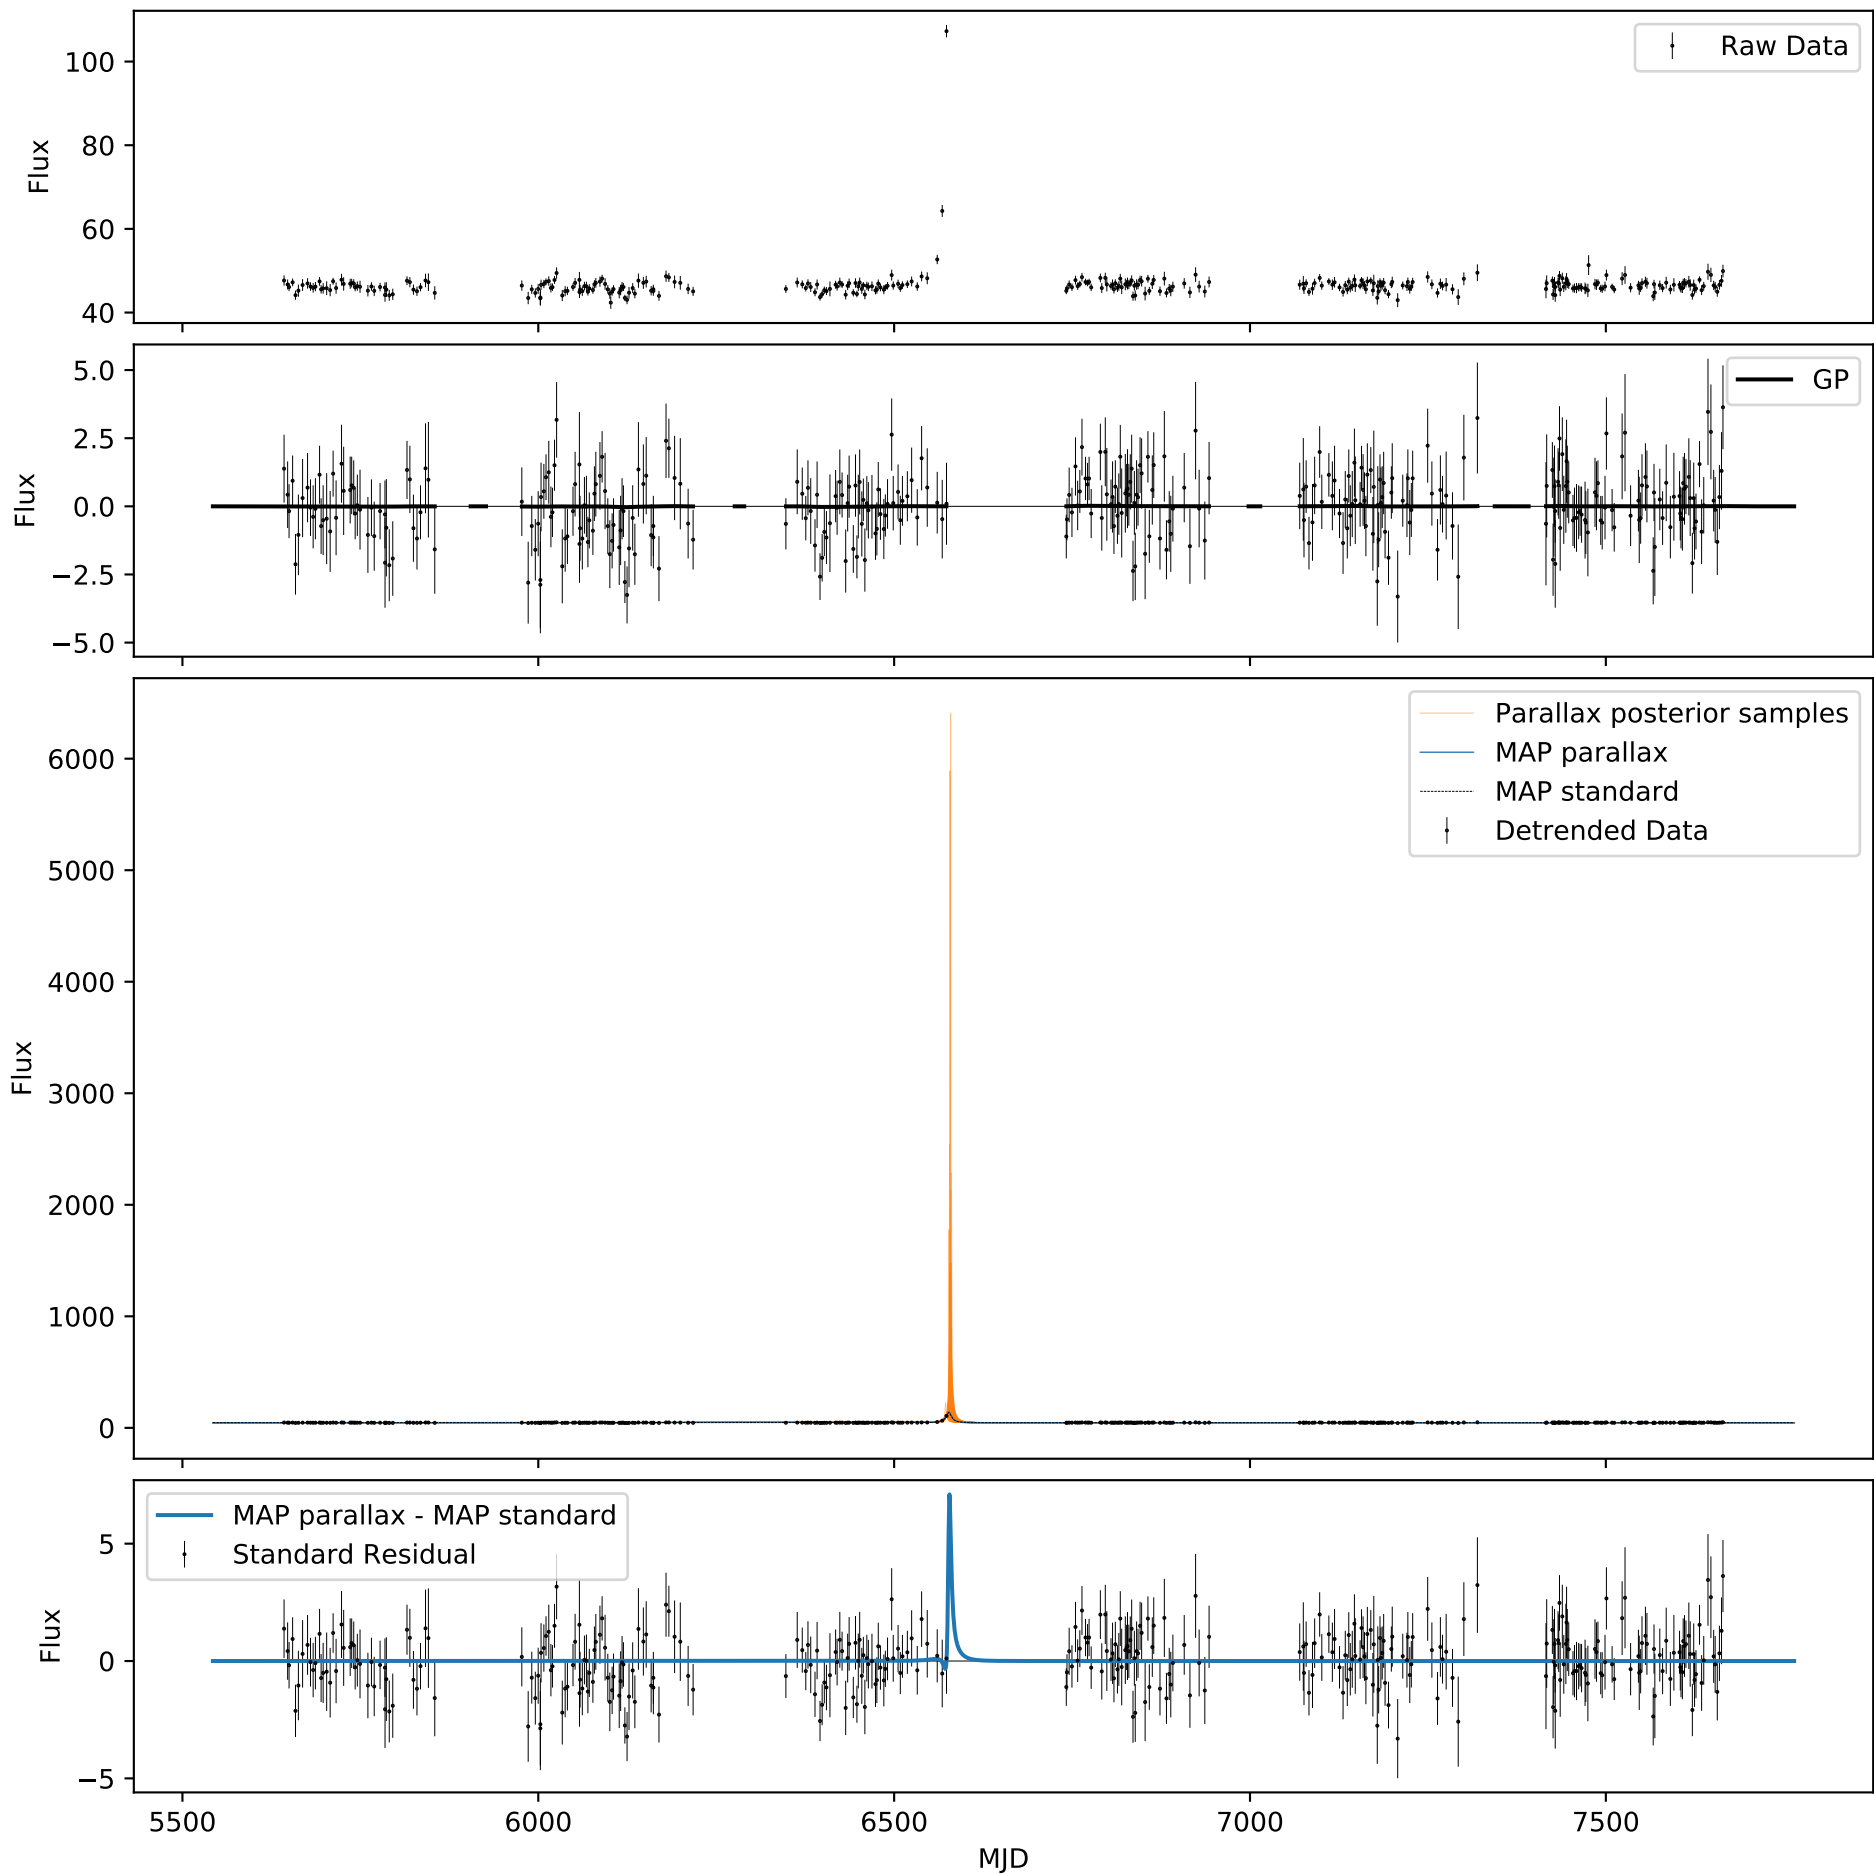 Flux
100
80
60
40
Raw Data
Flux
5.0
2.5
0.0
−2.5
−5.0
GP
Flux
6000
5000
4000
3000
2000
1000
0
Parallax posterior samples
MAP parallax
MAP standard
Detrended Data
Flux
5
0
−5
MAP parallax - MAP standard
Standard Residual
5500
6000
6500
7000
7500
MJD